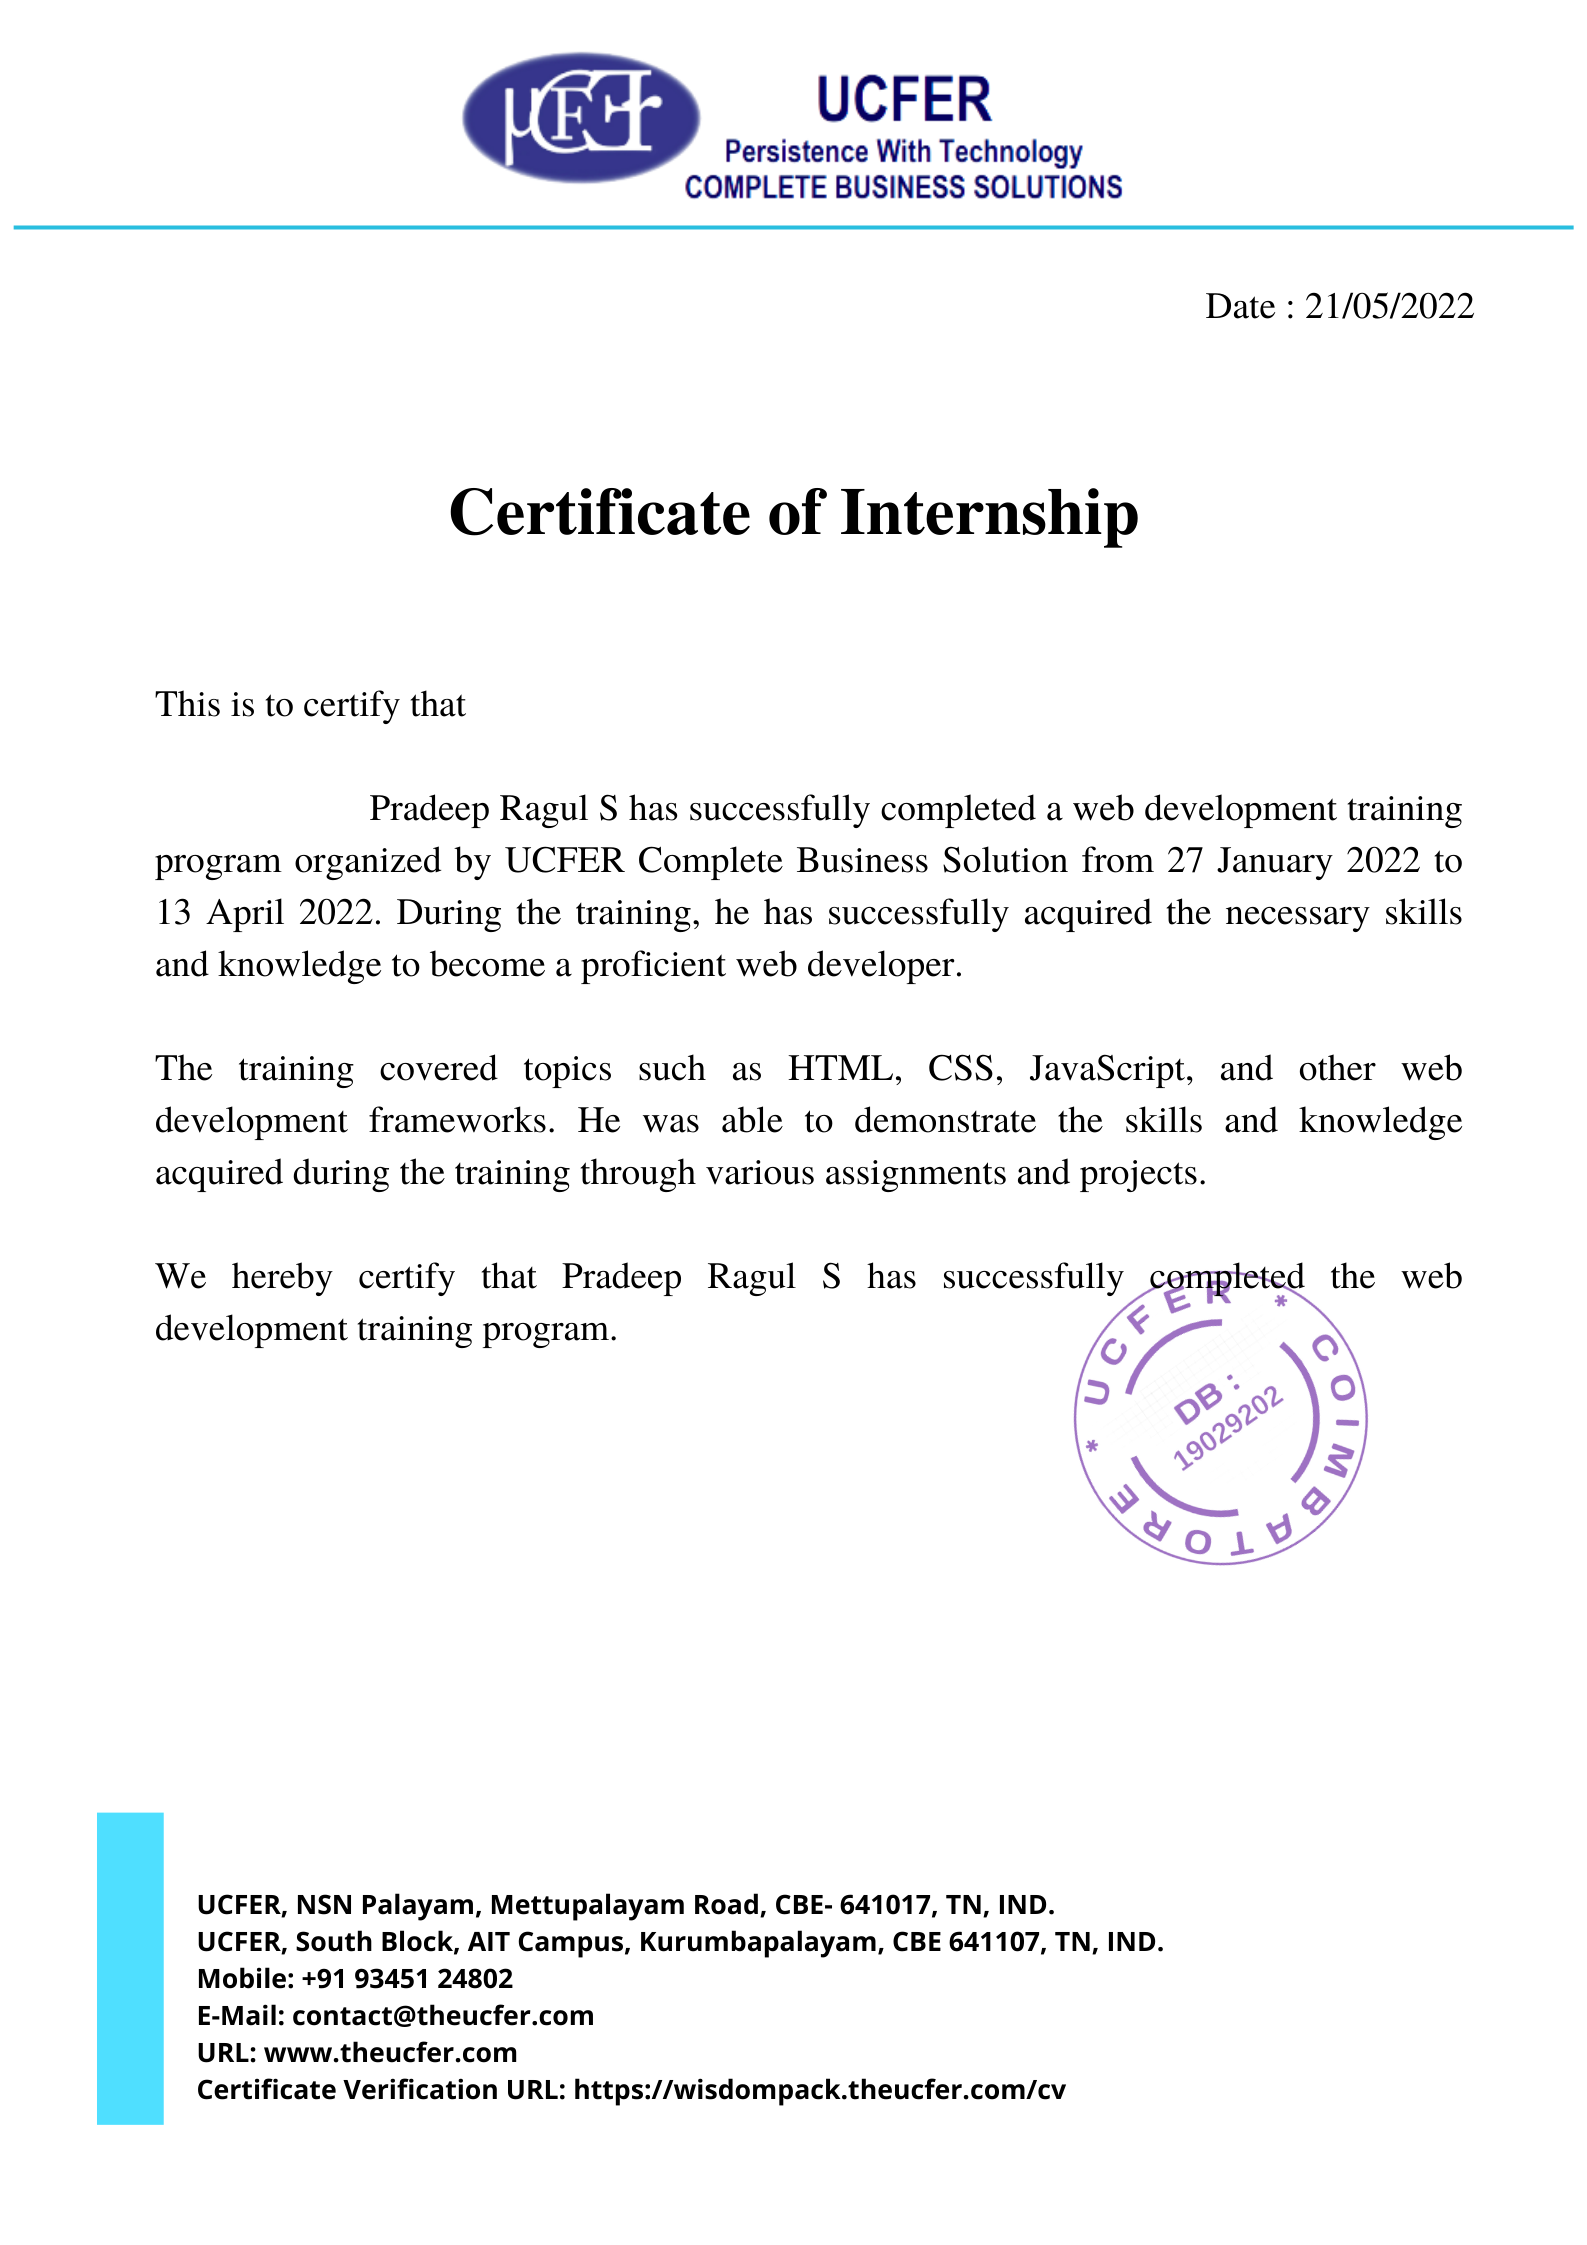 μCFEr
UCFER
Persistence With Technology
COMPLETE BUSINESS SOLUTIONS
Date : 21/05/2022
Certificate of Internship
This is to certify that
Pradeep Ragul S has successfully completed a web development training
program organized by UCFER Complete Business Solution from 27 January 2022 to
13 April 2022. During the training, he has successfully acquired the necessary skills
and knowledge to become a proficient web developer.
The training covered topics such as HTML, CSS, JavaScript, and other web
development frameworks. He was able to demonstrate the skills and knowledge
acquired during the training through various assignments and projects.
We hereby certify that Pradeep Ragul S has successfully completed the web
development training program.
* UCFER * COIMBATORE
DB :
19029202
UCFER, NSN Palayam, Mettupalayam Road, CBE- 641017, TN, IND.
UCFER, South Block, AIT Campus, Kurumbapalayam, CBE 641107, TN, IND.
Mobile: +91 93451 24802
E-Mail: contact@theucfer.com
URL: www.theucfer.com
Certificate Verification URL: https://wisdompack.theucfer.com/cv